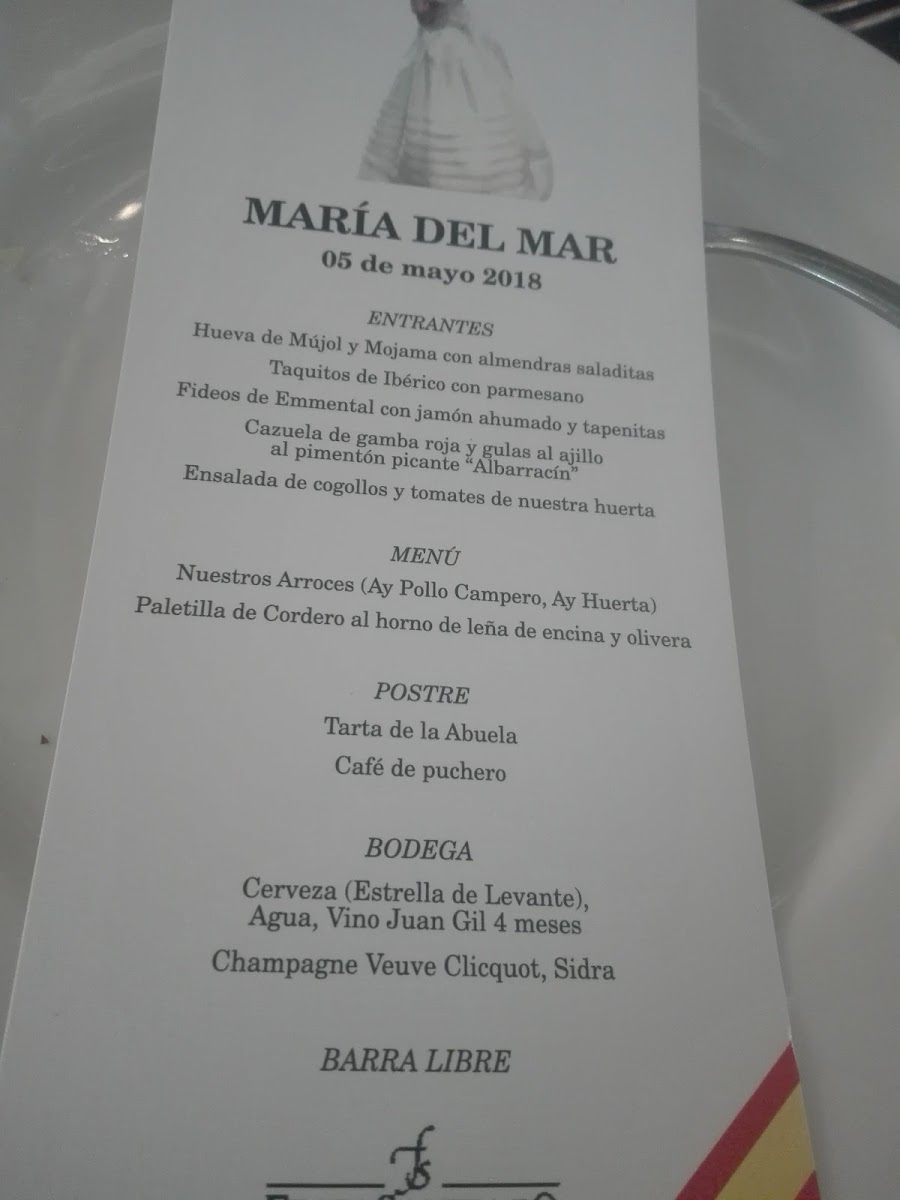 MARÍA DEL MAR
05 de mayo 2018
ENTRANTES
Hueva de Mújol y Mojama con almendras saladitas
Taquitos de Ibérico con parmesano
Fideos de Emmental con jamón ahumado y tapenitas
Cazuela de gamba roja y gulas al ajillo
al pimentón picante “Albarracín”
Ensalada de cogollos y tomates de nuestra huerta
MENÚ
Nuestros Arroces (Ay Pollo Campero, Ay Huerta)
Paletilla de Cordero al horno de leña de encina y olivera
POSTRE
Tarta de la Abuela
Café de puchero
BODEGA
Cerveza (Estrella de Levante),
Agua, Vino Juan Gil 4 meses
Champagne Veuve Clicquot, Sidra
BARRA LIBRE